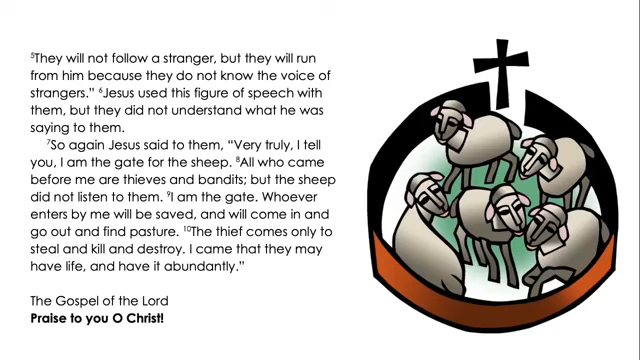 ⁵They will not follow a stranger, but they will run
from him because they do not know the voice of
strangers.” ⁶Jesus used this figure of speech with
them, but they did not understand what he was
saying to them.
⁷So again Jesus said to them, “Very truly, I tell
you, I am the gate for the sheep. ⁸All who came
before me are thieves and bandits; but the sheep
did not listen to them. ⁹I am the gate. Whoever
enters by me will be saved, and will come in and
go out and find pasture. ¹⁰The thief comes only to
steal and kill and destroy. I came that they may
have life, and have it abundantly.”
The Gospel of the Lord
Praise to you O Christ!